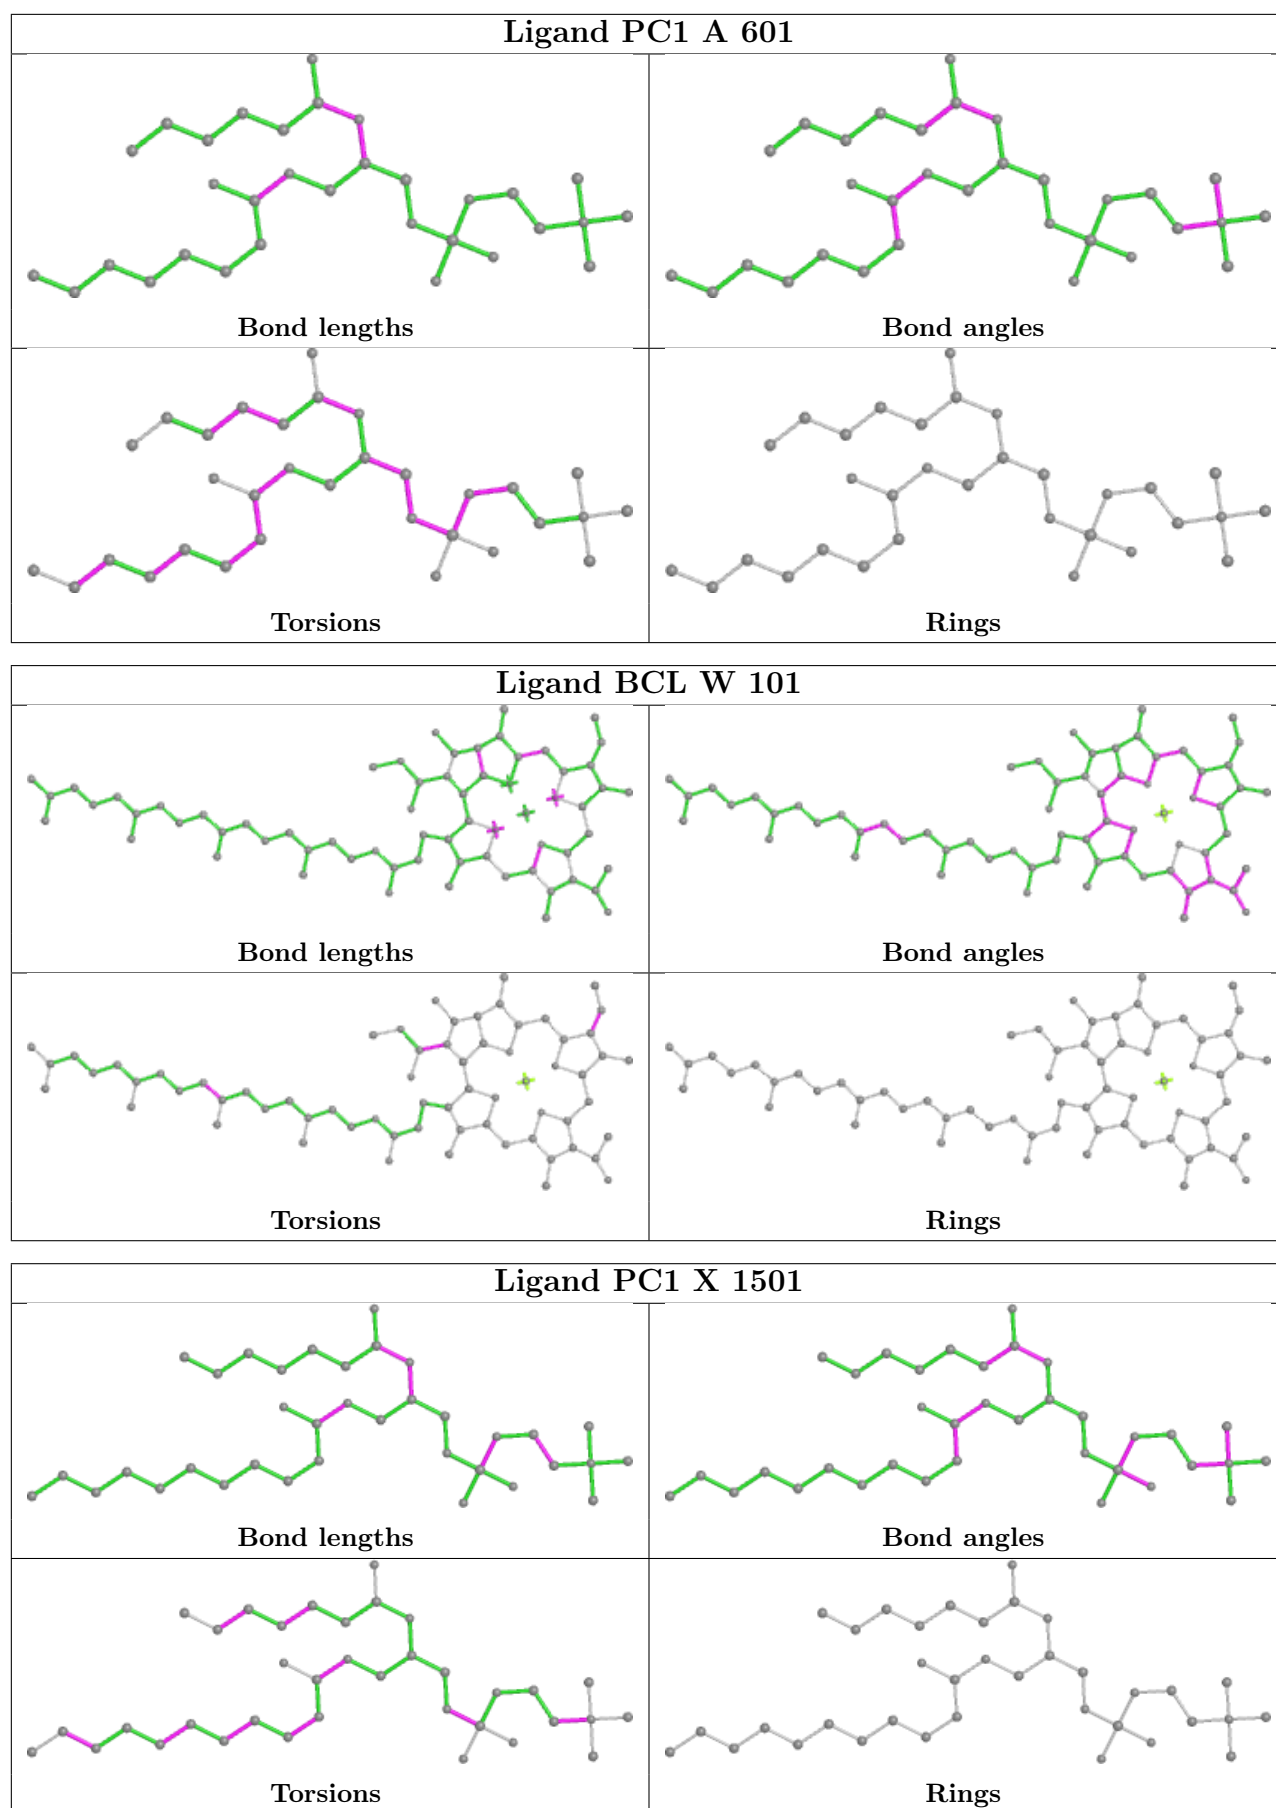 Ligand PC1 A 601
Bond lengths
Bond angles
Torsions
Rings
Ligand BCL W 101
Bond lengths
Bond angles
Torsions
Rings
Ligand PC1 X 1501
Bond lengths
Bond angles
Torsions
Rings